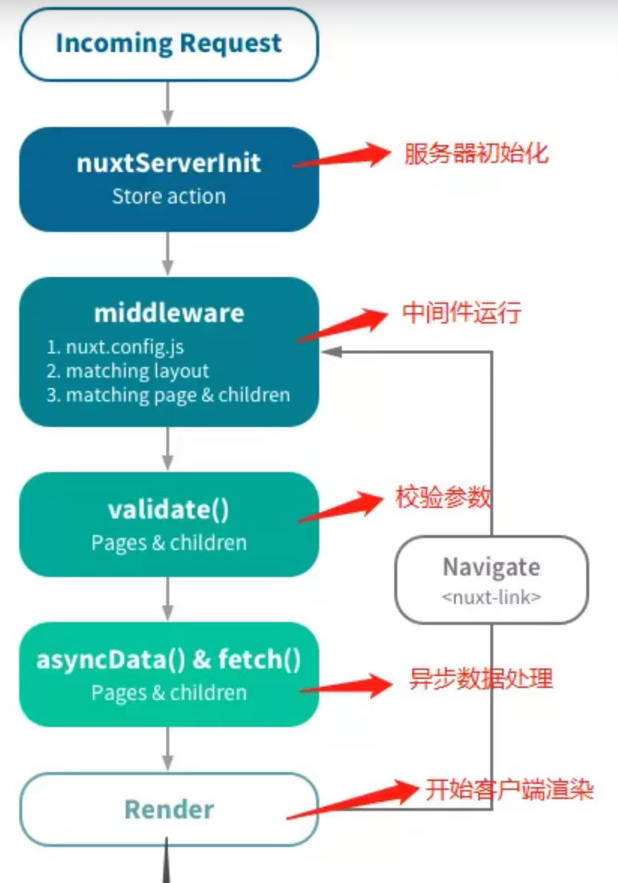 Incoming Request
nuxtServerInit
Store action
服务器初始化
middleware
1. nuxt.config.js
2. matching layout
3. matching page & children
中间件运行
validate()
Pages & children
校验参数
Navigate
<nuxt-link>
asyncData() & fetch()
Pages & children
异步数据处理
Render
开始客户端渲染